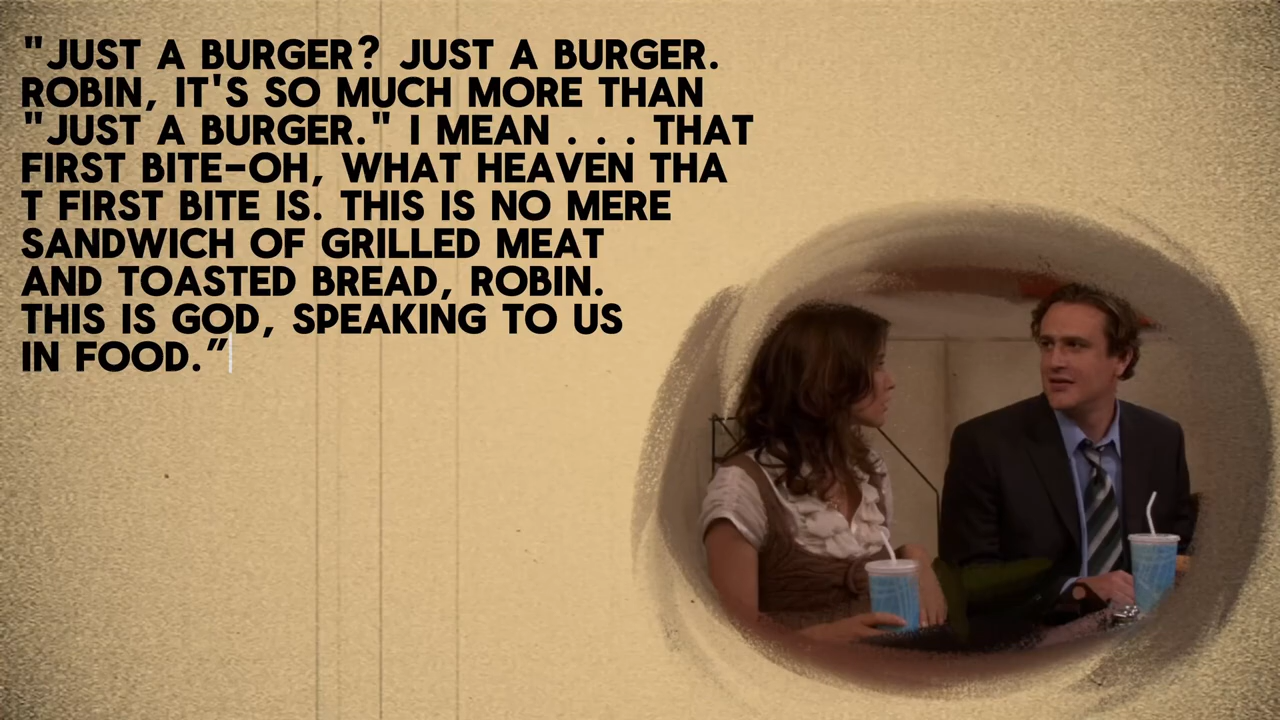 "JUST A BURGER? JUST A BURGER.
ROBIN, IT'S SO MUCH MORE THAN
"JUST A BURGER." I MEAN . . . THAT
FIRST BITE–OH, WHAT HEAVEN THA
T FIRST BITE IS. THIS IS NO MERE
SANDWICH OF GRILLED MEAT
AND TOASTED BREAD, ROBIN.
THIS IS GOD, SPEAKING TO US
IN FOOD.”